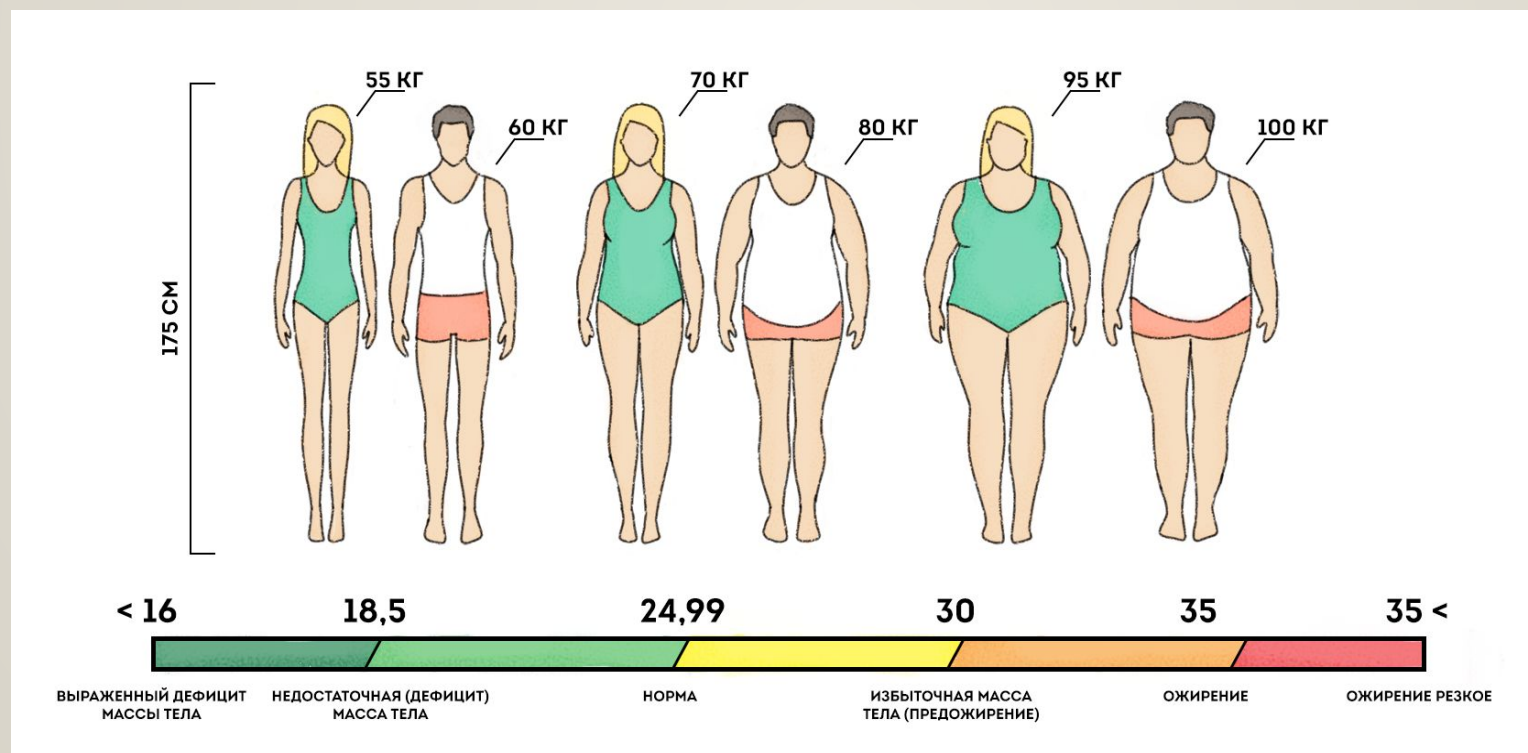 55 КГ
60 КГ
70 КГ
80 КГ
95 КГ
100 КГ
175 СМ
< 16
18,5
24,99
30
35
35 <
ВЫРАЖЕННЫЙ ДЕФИЦИТ
МАССЫ ТЕЛА
НЕДОСТАТОЧНАЯ (ДЕФИЦИТ)
МАССА ТЕЛА
НОРМА
ИЗБЫТОЧНАЯ МАССА
ТЕЛА (ПРЕДОЖИРЕНИЕ)
ОЖИРЕНИЕ
ОЖИРЕНИЕ РЕЗКОЕ